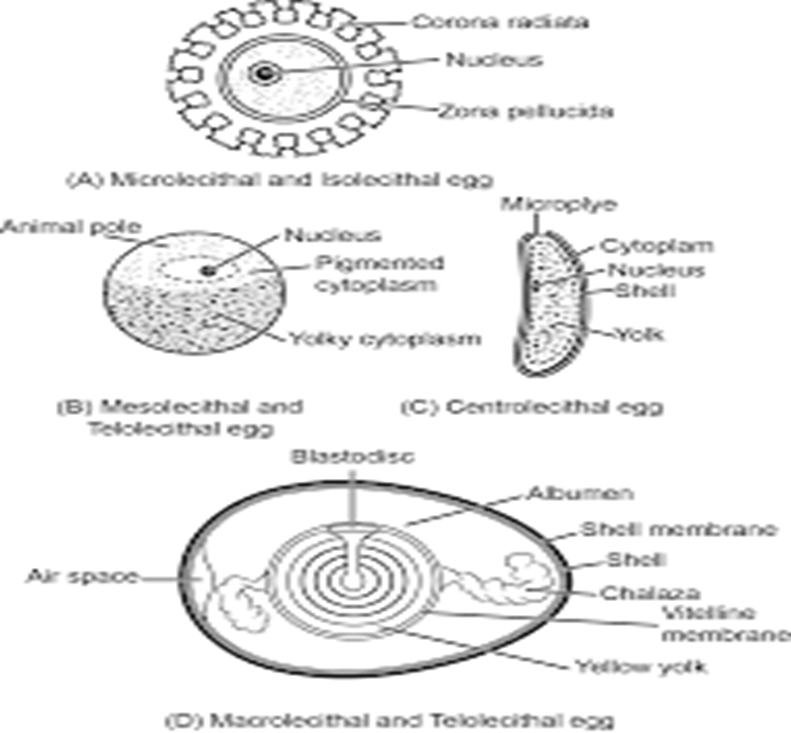 Corona radiata
Nucleus
Zona pellucida
(A) Microlecithal and Isolecithal egg
Microplye
Animal pole
Nucleus
Pigmented
cytoplasm
Yolky cytoplasm
Cytoplam
Nucleus
Shell
Yolk
(B) Mesolecithal and
Telolecithal egg
(C) Centrolecithal egg
Blastodisc
Albumen
Shell membrane
Shell
Air space
Chalaza
Vitelline
membrane
Yellow yolk
(D) Macrolecithal and Telolecithal egg